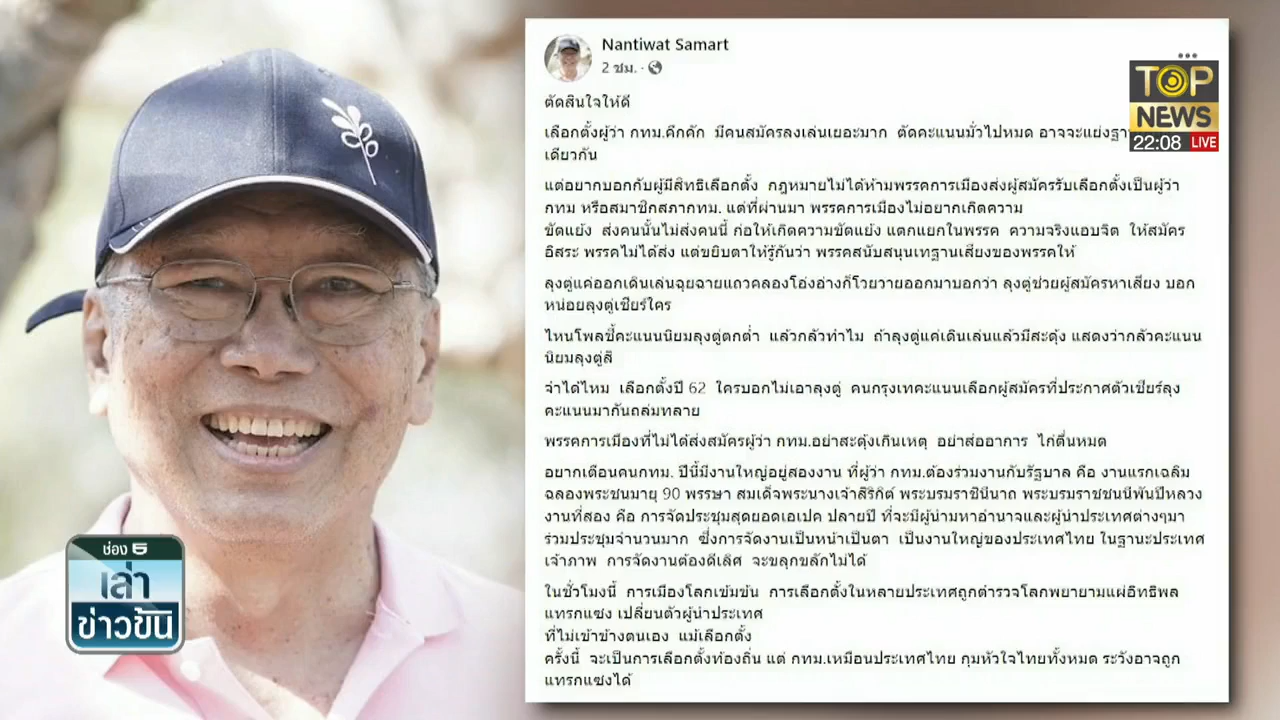 Nantiwat Samart
2 ชม.
ตัดสินใจให้ดี
เลือกตั้งผู้ว่า กทม.คึกคัก มีคนสมัครลงเล่นเยอะมาก ตัดคะแนนมั่วไปหมด อาจจะแย่งฐาน
เดียวกัน
แต่อยากบอกกับผู้มีสิทธิเลือกตั้ง กฎหมายไม่ได้ห้ามพรรคการเมืองส่งผู้สมัครรับเลือกตั้งเป็นผู้ว่า
กทม หรือสมาชิกสภากทม. แต่ที่ผ่านมา พรรคการเมืองไม่อยากเกิดความ
ขัดแย้ง ส่งคนนั้นไม่ส่งคนนี้ ก่อให้เกิดความขัดแย้ง แตกแยกในพรรค ความจริงแอบจิต ให้สมัคร
อิสระ พรรคไม่ได้ส่ง แต่ขยิบตาให้รู้กันว่า พรรคสนับสนุนเทฐานเสียงของพรรคให้
ลุงตู่แค่ออกเดินเล่นฉุยฉายแถวคลองโอ่งอ่างก็โวยวายออกมาบอกว่า ลุงตู่ช่วยผู้สมัครหาเสียง บอก
หน่อยลุงตู่เชียร์ใคร
ไหนโพลชี้คะแนนนิยมลุงตู่ตกต่ำ แล้วกลัวทำไม ถ้าลุงตู่แค่เดินเล่นแล้วมีสะดุ้ง แสดงว่ากลัวคะแนน
นิยมลุงตู่สิ
จำได้ไหม เลือกตั้งปี 62 ใครบอกไม่เอาลุงตู่ คนกรุงเทคะแนนเลือกผู้สมัครที่ประกาศตัวเชียร์ลุง
คะแนนมากันถล่มทลาย
พรรคการเมืองที่ไม่ได้ส่งสมัครผู้ว่า กทม.อย่าสะดุ้งเกินเหตุ อย่าส่ออาการ ไก่ตื่นหมด
อยากเตือนคนกทม. ปีนี้มีงานใหญ่อยู่สองงาน ที่ผู้ว่า กทม.ต้องร่วมงานกับรัฐบาล คือ งานแรกเฉลิม
ฉลองพระชนมายุ 90 พรรษา สมเด็จพระนางเจ้าสิริกิต์ พระบรมราชินีนาถ พระบรมราชชนนีพันปีหลวง
งานที่สอง คือ การจัดประชุมสุดยอดเอเปค ปลายปี ที่จะมีผู้นำมหาอำนาจและผู้นำประเทศต่างๆมา
ร่วมประชุมจำนวนมาก ซึ่งการจัดงานเป็นหน้าเป็นตา เป็นงานใหญ่ของประเทศไทย ในฐานะประเทศ
เจ้าภาพ การจัดงานต้องดีเลิศ จะขลุกขลักไม่ได้
ในชั่วโมงนี้ การเมืองโลกเข้มข้น การเลือกตั้งในหลายประเทศถูกตำรวจโลกพยายามแผ่อิทธิพล
แทรกแซง เปลี่ยนตัวผู้นำประเทศ
ที่ไม่เข้าข้างตนเอง แม้เลือกตั้ง
ครั้งนี้ จะเป็นการเลือกตั้งท้องถิ่น แต่ กทม.เหมือนประเทศไทย กุมหัวใจไทยทั้งหมด ระวังอาจถูก
แทรกแซงได้
TOP
NEWS
22:08 LIVE
ช่อง 5
เล่า
ข่าวข้น